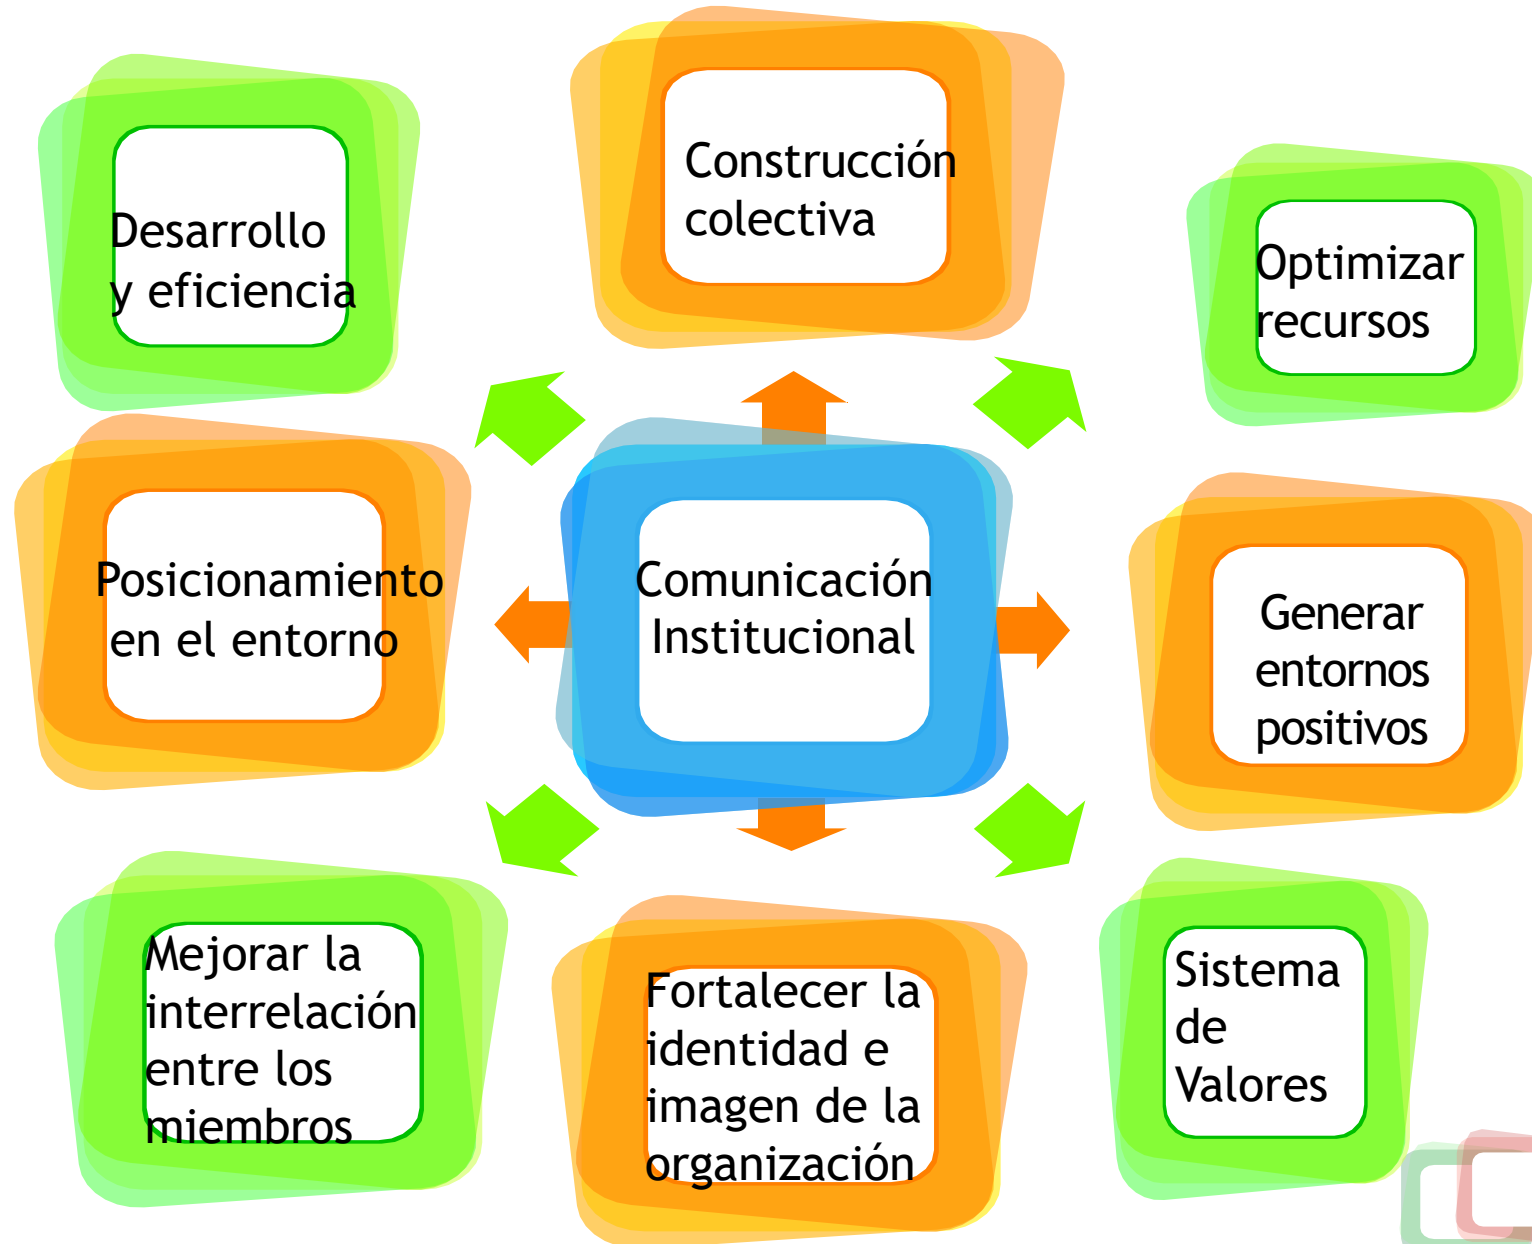 Construcción
colectiva
Desarrollo
y eficiencia
Optimizar
recursos
Posicionamiento
en el entorno
Comunicación
Institucional
Generar
entornos
positivos
Mejorar la
interrelación
entre los
miembros
Fortalecer la
identidad e
imagen de la
organización
Sistema
de
Valores